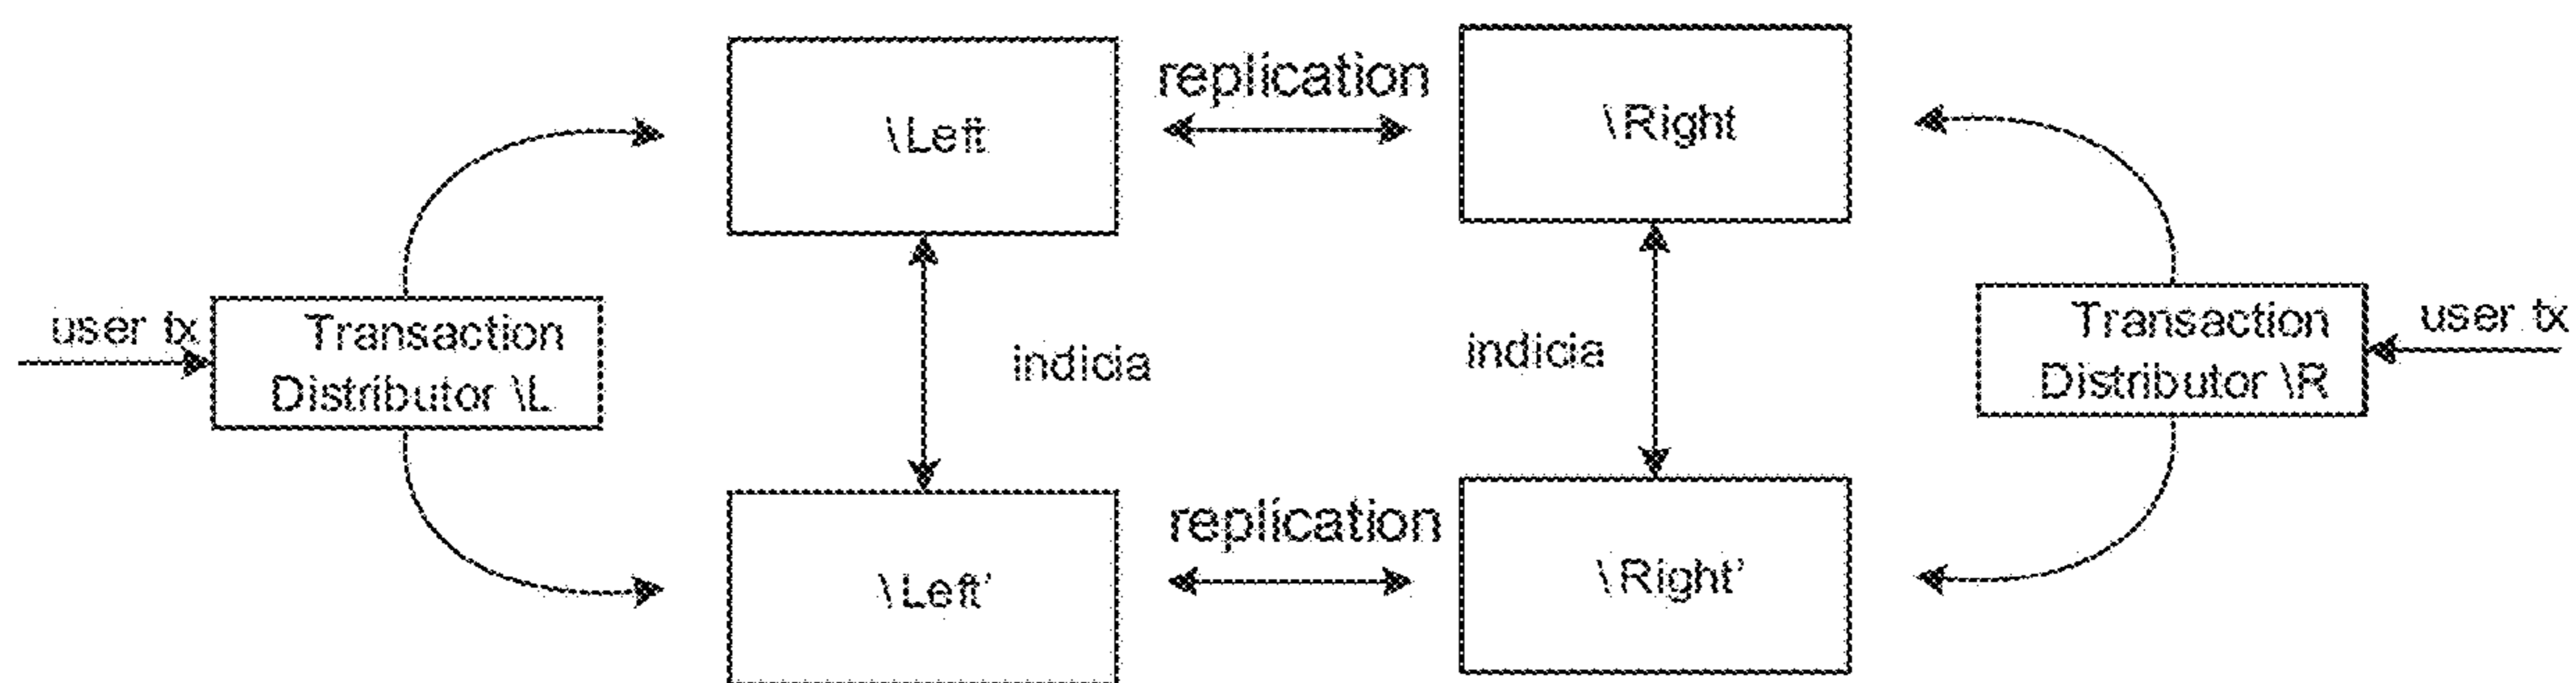 \Left
replication
\Right
user tx
Transaction
Distributor \L
indicia
indicia
Transaction
Distributor \R
user tx
\Left'
replication
\Right'